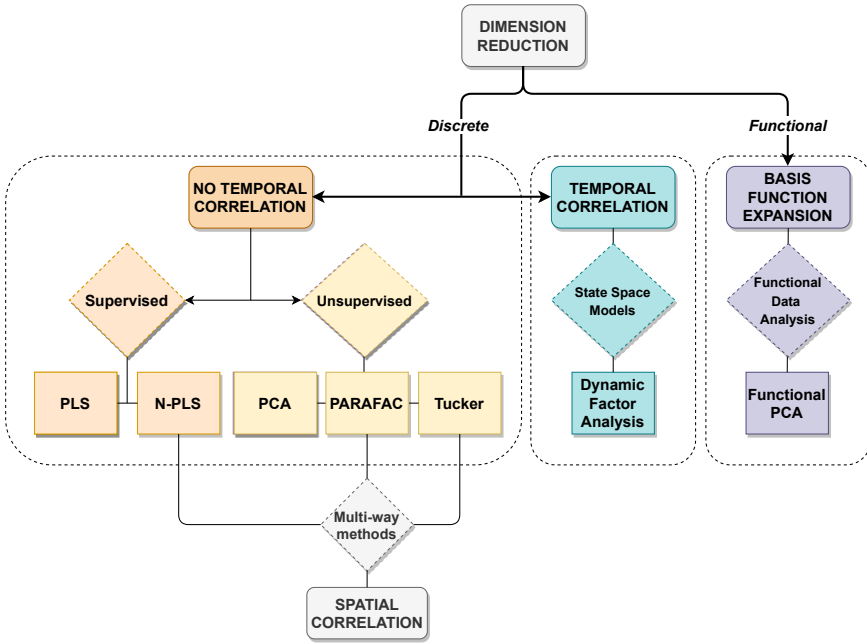 DIMENSION
REDUCTION
Discrete
Functional
NO TEMPORAL
CORRELATION
TEMPORAL
CORRELATION
BASIS
FUNCTION
EXPANSION
Supervised
Unsupervised
State Space
Models
Functional
Data
Analysis
PLS
N-PLS
PCA
PARAFAC
Tucker
Dynamic
Factor
Analysis
Functional
PCA
Multi-way
methods
SPATIAL
CORRELATION